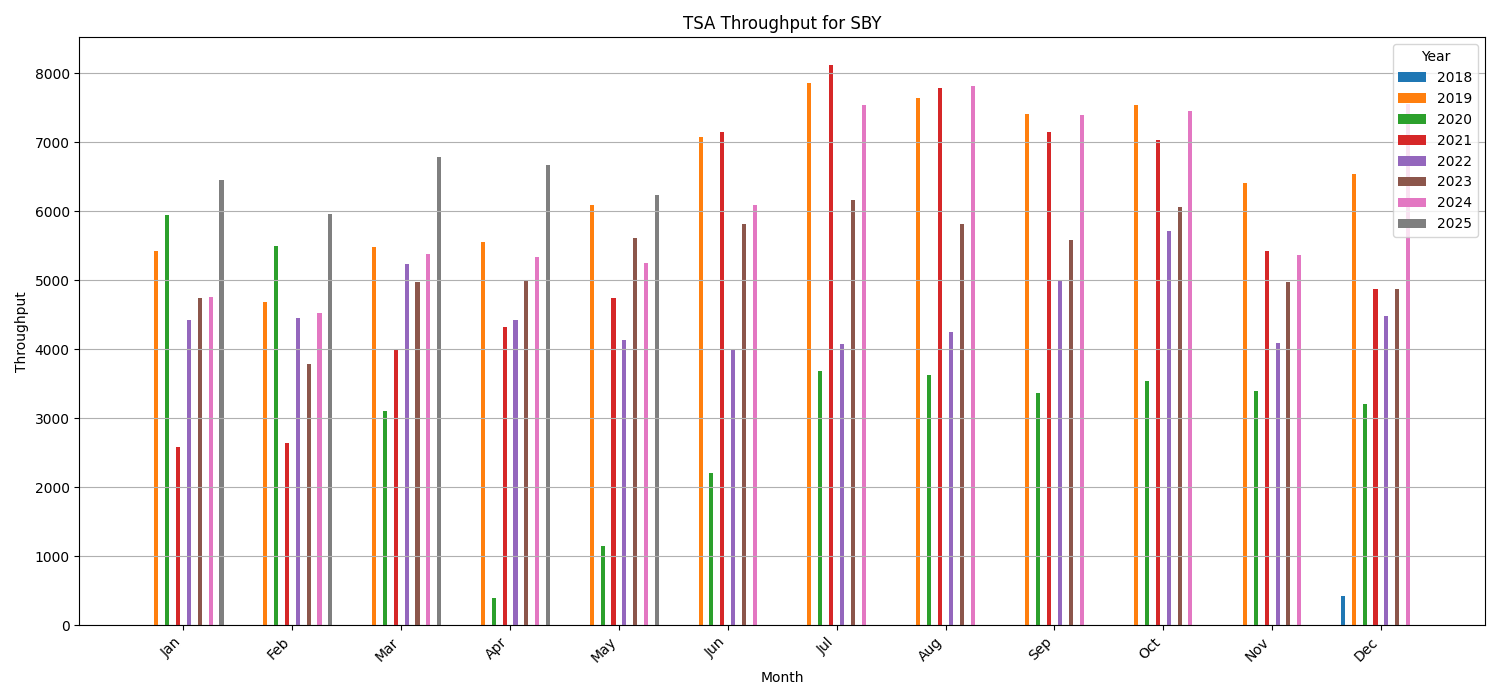 TSA Throughput for SBY
Throughput
8000
7000
6000
5000
4000
3000
2000
1000
0
Jan
Feb
Mar
Apr
May
Jun
Jul
Aug
Sep
Oct
Nov
Dec
Month
Year
2018
2019
2020
2021
2022
2023
2024
2025